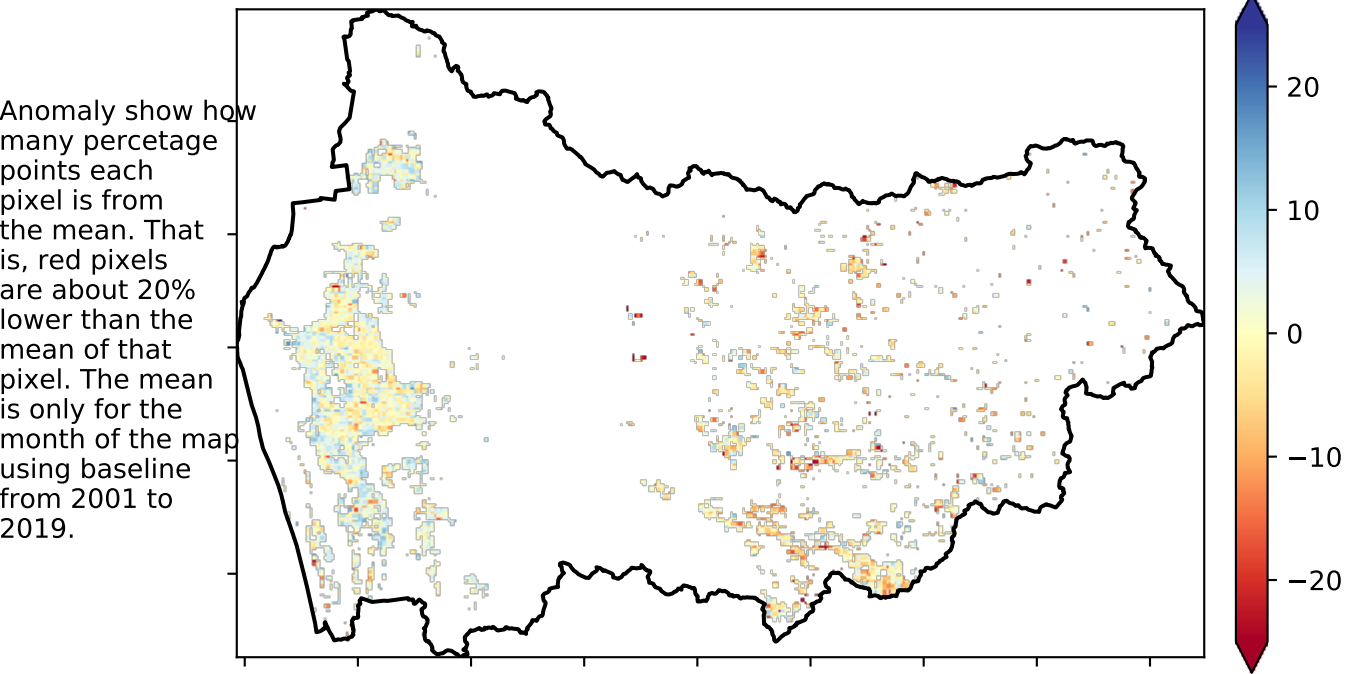 Anomaly show how
many percetage
points each
pixel is from
the mean. That
is, red pixels
are about 20%
lower than the
mean of that
pixel. The mean
is only for the
month of the map
using baseline
from 2001 to
2019.
20
10
0
−10
−20